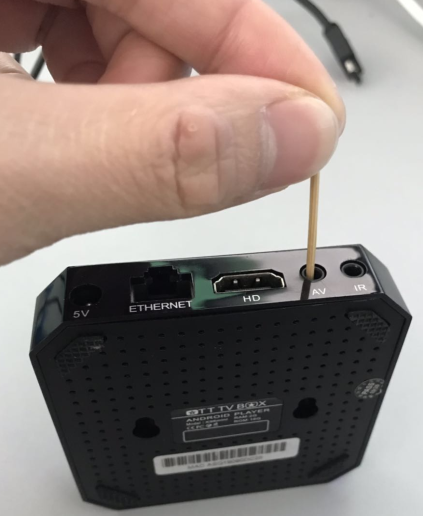 5V
ETHERNET
HD
AV
IR
OTT TV BOX
ANDROID PLAYER